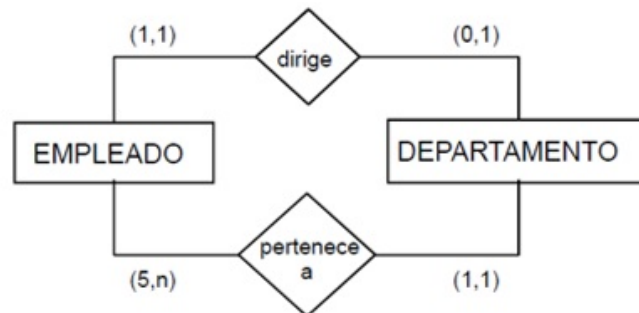 (1,1)
(0,1)
dirige
EMPLEADO
DEPARTAMENTO
pertenece
a
(5,n)
(1,1)